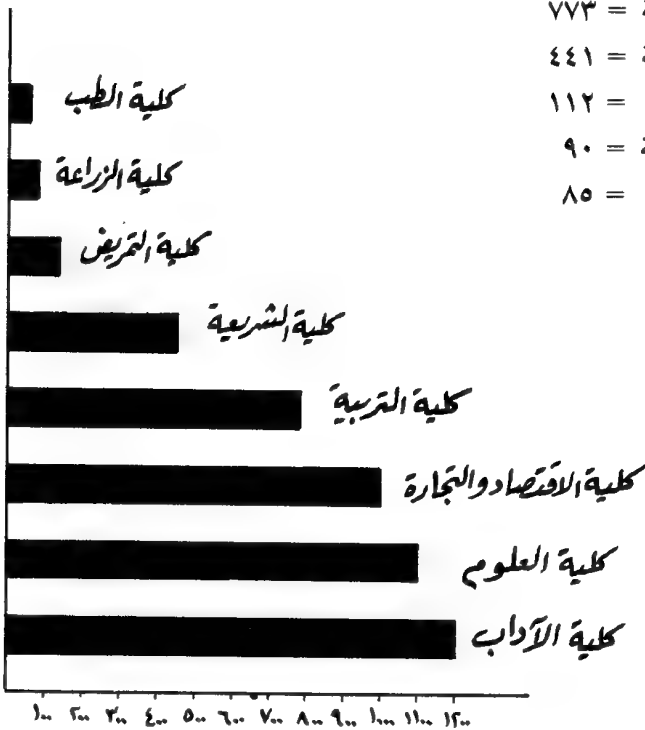 = ٧٧٣
= ٤٤١
= ١١٢
= ٩٠
= ٨٥
كلية الطب
كلية الزراعة
كلية التمريض
كلية الشريعة
كلية التربية
كلية الاقتصاد والتجارة
كلية العلوم
كلية الآداب
١٠٠ ٢٠٠ ٣٠٠ ٤٠٠ ٥٠٠ ٦٠٠ ٧٠٠ ٨٠٠ ٩٠٠ ١٠٠٠ ١١٠٠ ١٢٠٠